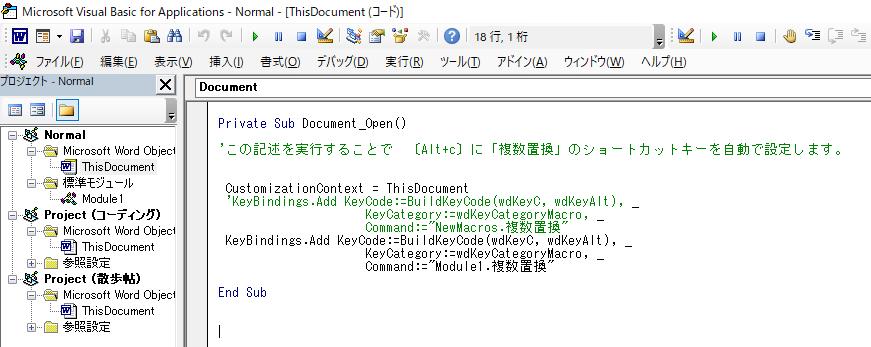 Microsoft Visual Basic for Applications - Normal - [ThisDocument (コード)]
18 行, 1 桁
ファイル(F) 編集(E) 表示(V) 挿入(I) 書式(O) デバッグ(D) 実行(R) ツール(T) アドイン(A) ウィンドウ(W) ヘルプ(H)
プロジェクト - Normal
Normal
Microsoft Word Object
ThisDocument
標準モジュール
Module1
Project (コーディング)
Microsoft Word Object
ThisDocument
参照設定
Project (散歩帖)
Microsoft Word Object
ThisDocument
参照設定
Document
Private Sub Document_Open()
'この記述を実行することで 〔Alt+c〕に「複数置換」のショートカットキーを自動で設定します。
CustomizationContext = ThisDocument
'KeyBindings.Add KeyCode:=BuildKeyCode(wdKeyC, wdKeyAlt), _
KeyCategory:=wdKeyCategoryMacro, _
Command:="NewMacros.複数置換"
KeyBindings.Add KeyCode:=BuildKeyCode(wdKeyC, wdKeyAlt), _
KeyCategory:=wdKeyCategoryMacro, _
Command:="Module1.複数置換"
End Sub